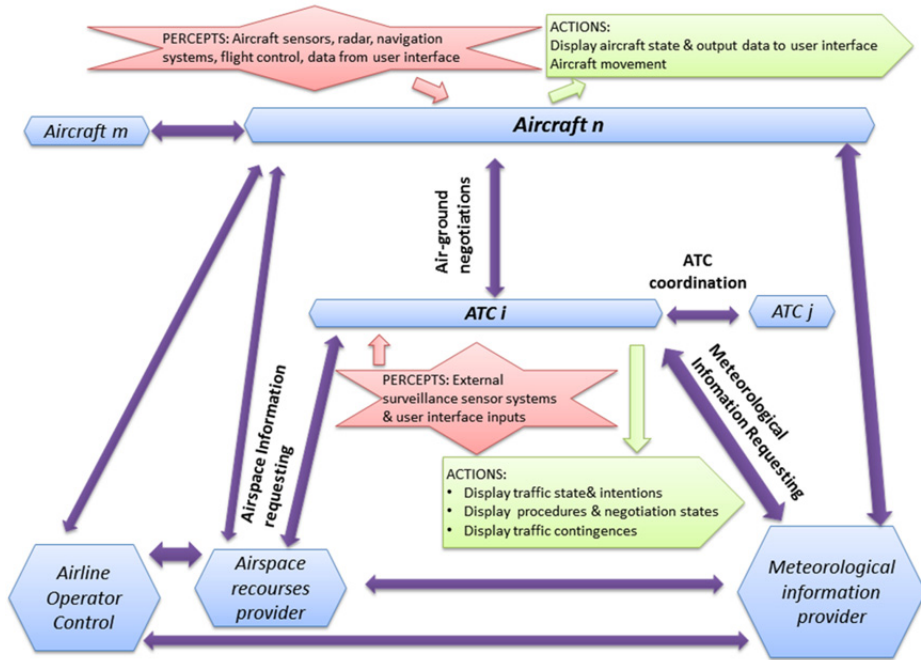 PERCEPTS: Aircraft sensors, radar, navigation
systems, flight control, data from user interface
ACTIONS:
Display aircraft state & output data to user interface
Aircraft movement
Aircraft m
Aircraft n
Air-ground
negotiations
ATC
coordination
ATC i
ATC j
PERCEPTS: External
surveillance sensor systems
& user interface inputs
Airspace Information
requesting
Meteorological
Infomation Requesting
ACTIONS:
• Display traffic state& intentions
• Display procedures & negotiation states
• Display traffic contingences
Airline
Operator
Control
Airspace
recourses
provider
Meteorological
information
provider